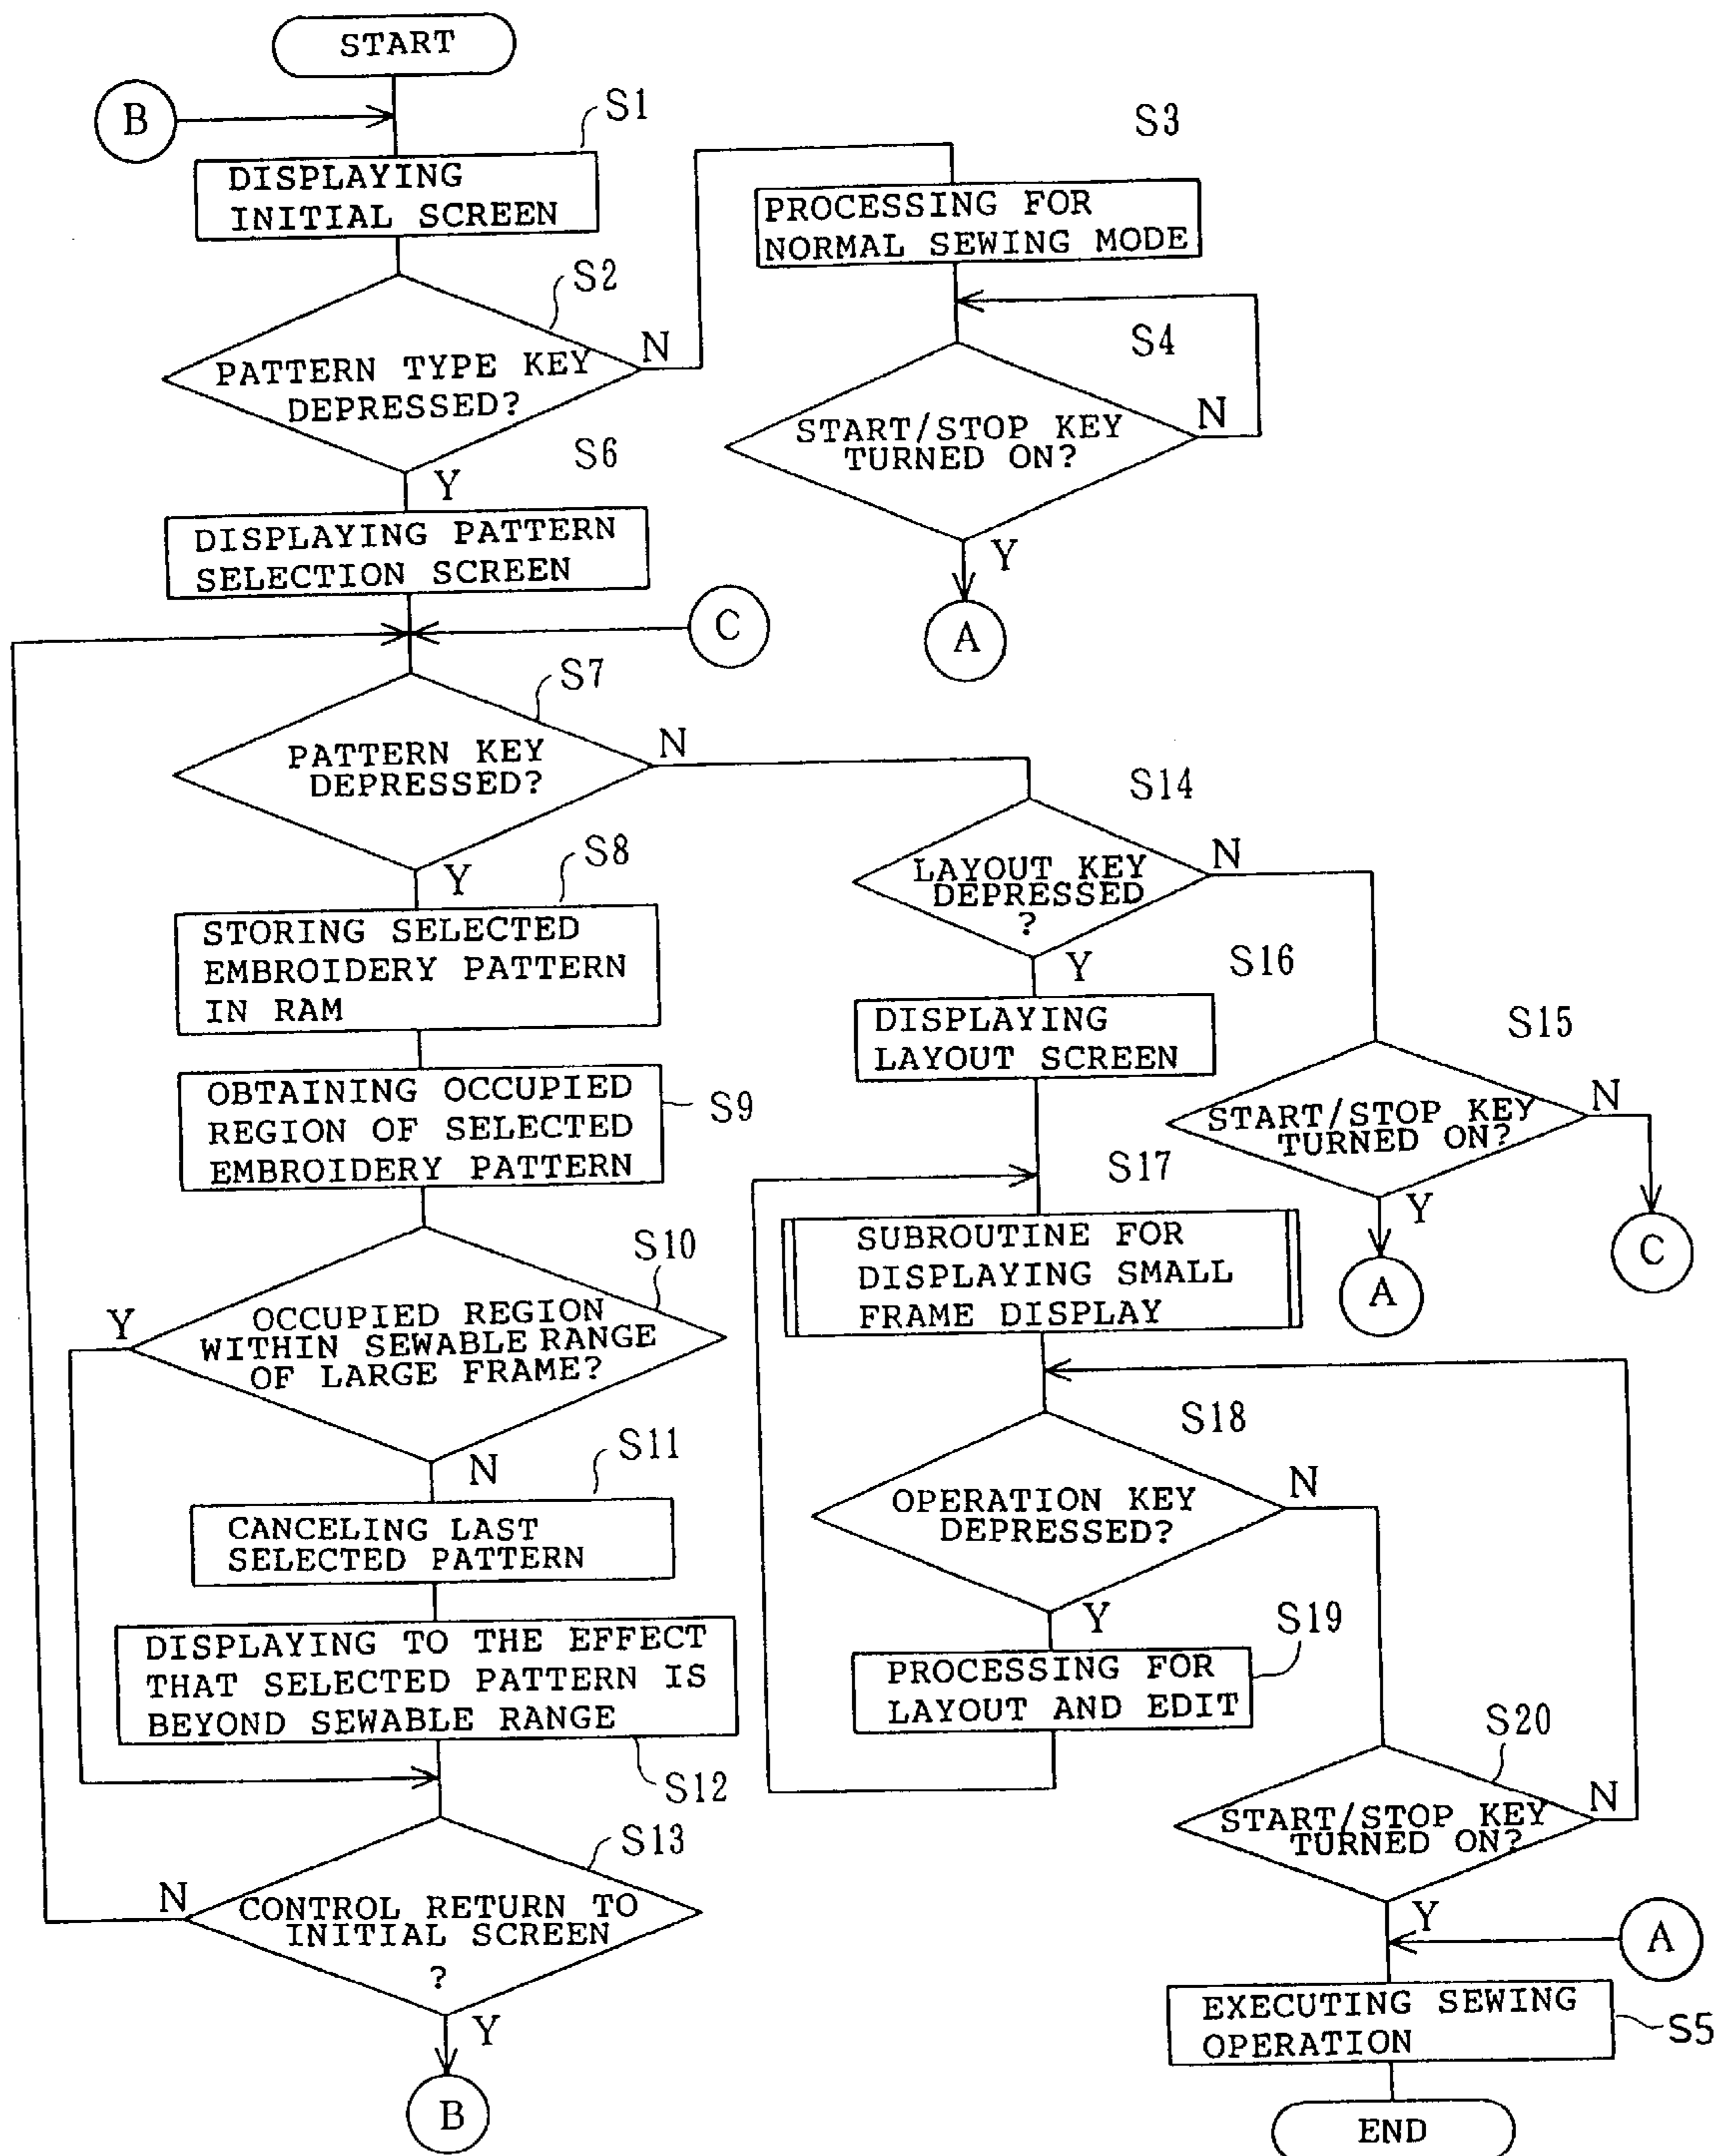 START
B
S1
DISPLAYING
INITIAL SCREEN
S2
PATTERN TYPE KEY
DEPRESSED?
N
Y
S3
PROCESSING FOR
NORMAL SEWING MODE
S4
START/STOP KEY
TURNED ON?
N
Y
A
S6
DISPLAYING PATTERN
SELECTION SCREEN
C
S7
PATTERN KEY
DEPRESSED?
N
Y
S8
STORING SELECTED
EMBROIDERY PATTERN
IN RAM
OBTAINING OCCUPIED
REGION OF SELECTED
EMBROIDERY PATTERN
S9
S10
OCCUPIED REGION
WITHIN SEWABLE RANGE
OF LARGE FRAME?
Y
N
S11
CANCELING LAST
SELECTED PATTERN
DISPLAYING TO THE EFFECT
THAT SELECTED PATTERN IS
BEYOND SEWABLE RANGE
S12
S13
CONTROL RETURN TO
INITIAL SCREEN
?
N
Y
B
S14
LAYOUT KEY
DEPRESSED
?
N
Y
S15
START/STOP KEY
TURNED ON?
N
Y
A
C
S16
DISPLAYING
LAYOUT SCREEN
S17
SUBROUTINE FOR
DISPLAYING SMALL
FRAME DISPLAY
S18
OPERATION KEY
DEPRESSED?
N
Y
S19
PROCESSING FOR
LAYOUT AND EDIT
S20
START/STOP KEY
TURNED ON?
N
Y
A
EXECUTING SEWING
OPERATION
S5
END